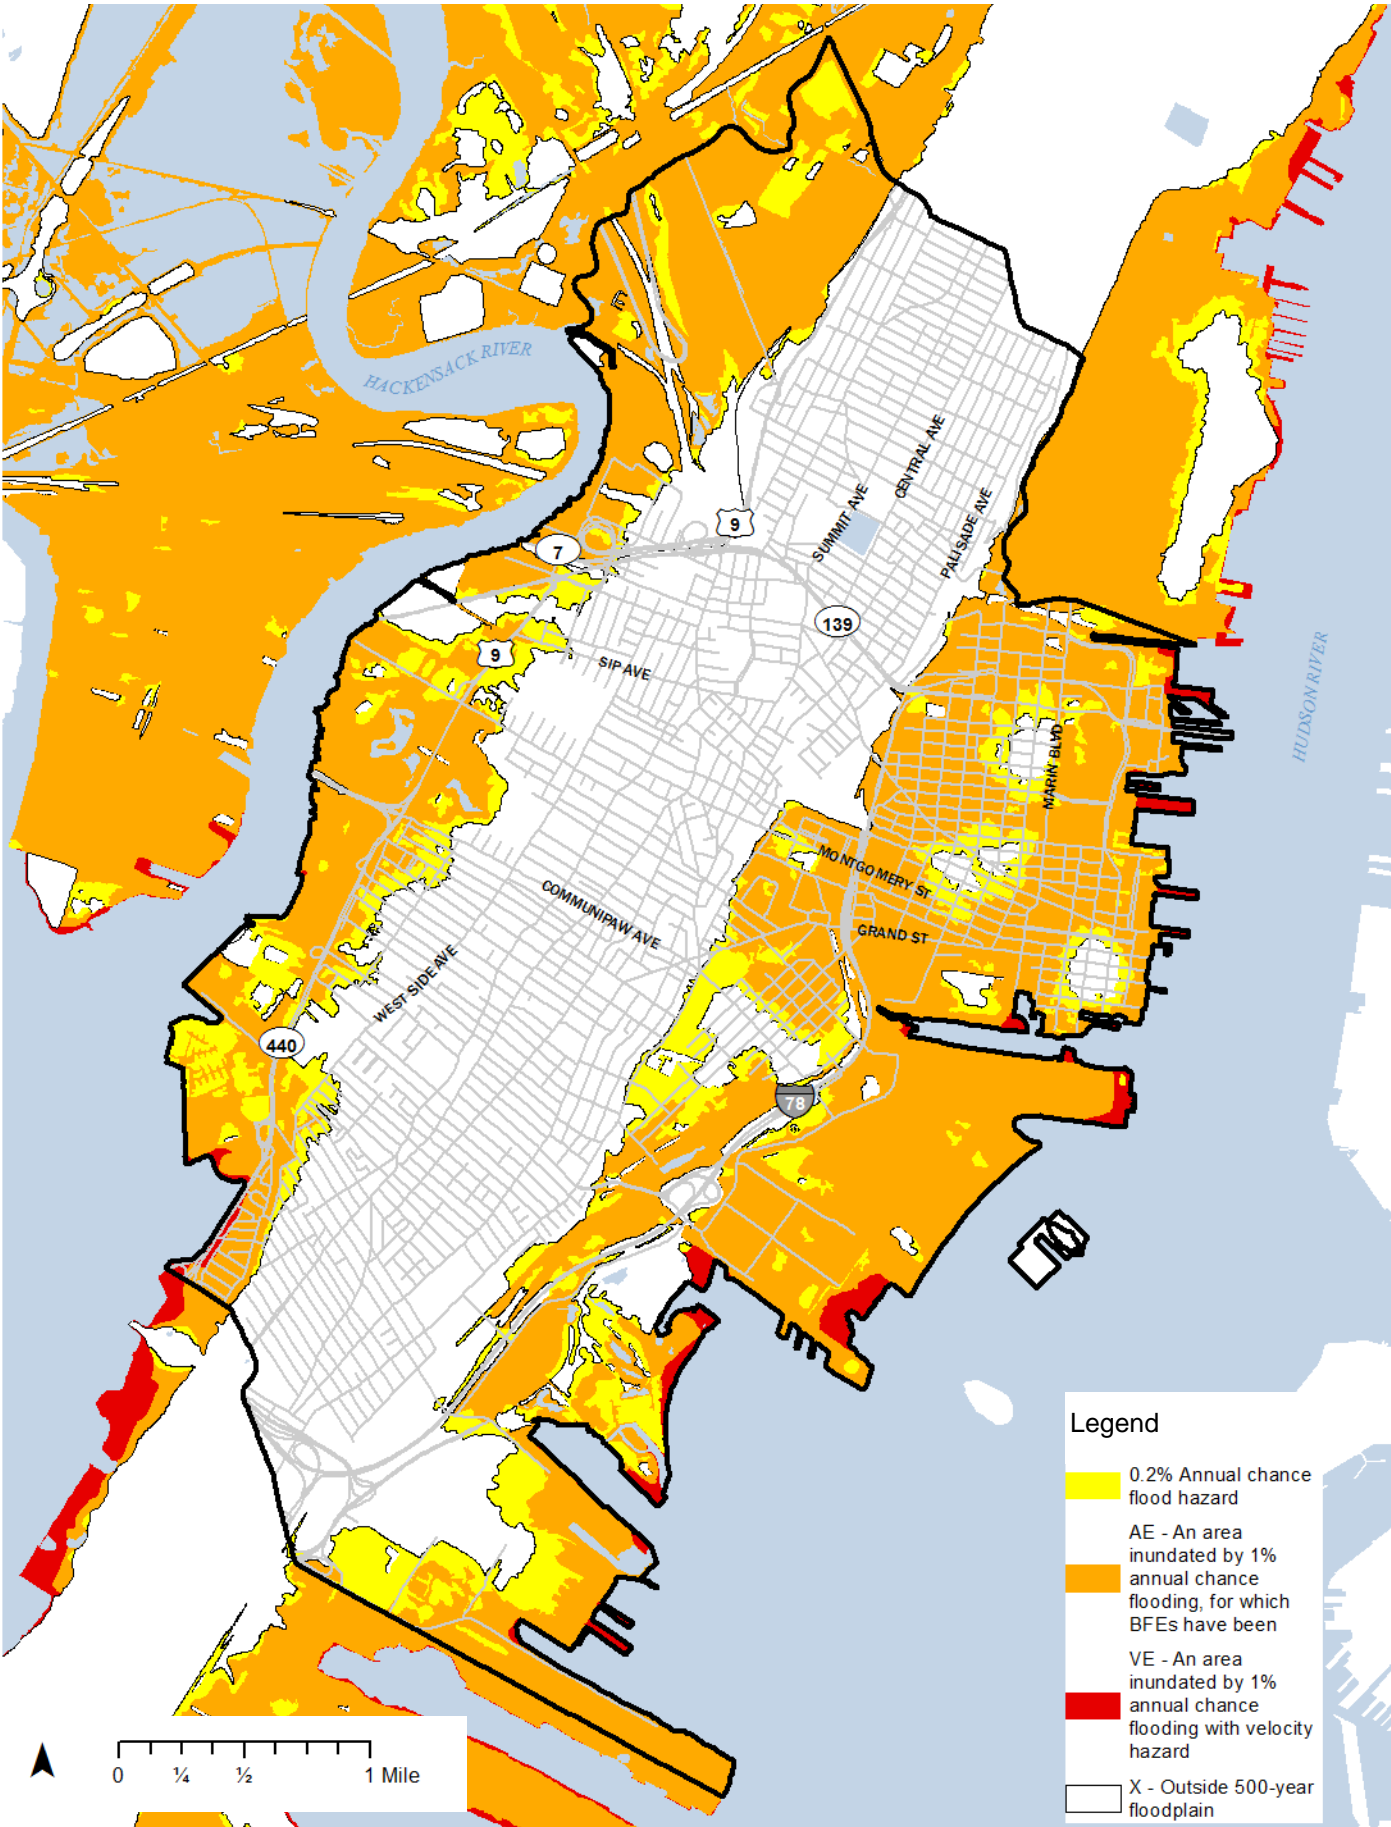 HACKENSACK RIVER
CENTRAL AVE
SUMMIT AVE
PALISADE AVE
9
7
139
9
SIP AVE
HUDSON RIVER
MARIN BLVD
MONTGOMERY ST
COMMUNIPAW AVE
GRAND ST
WEST SIDE AVE
440
78
Legend
0.2% Annual chance
flood hazard
AE - An area
inundated by 1%
annual chance
flooding, for which
BFEs have been
VE - An area
inundated by 1%
annual chance
flooding with velocity
hazard
X - Outside 500-year
floodplain
0 ¼ ½ 1 Mile